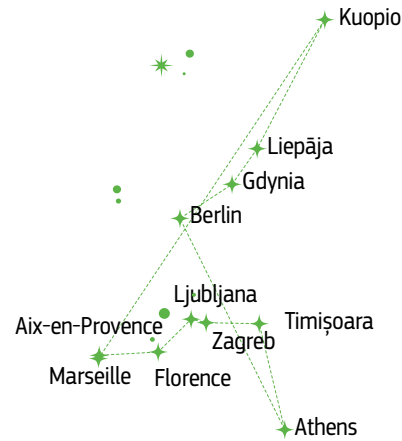 Kuopio
Liepāja
Gdynia
Berlin
Ljubljana
Aix-en-Provence
Timișoara
Zagreb
Marseille
Florence
Athens